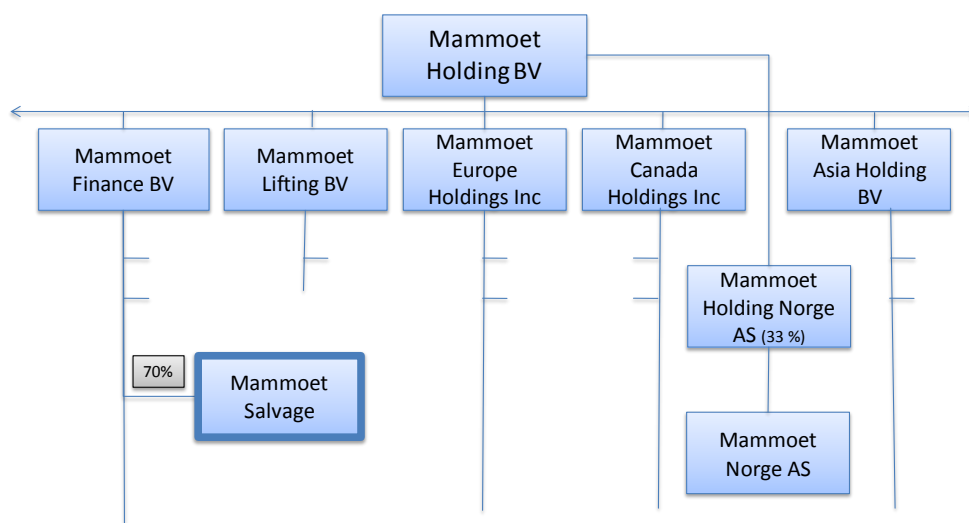 Mammoet
Holding BV
Mammoet
Finance BV
Mammoet
Lifting BV
Mammoet
Europe
Holdings Inc
Mammoet
Canada
Holdings Inc
Mammoet
Asia Holding
BV
Mammoet
Holding Norge
AS (33 %)
70%
Mammoet
Salvage
Mammoet
Norge AS